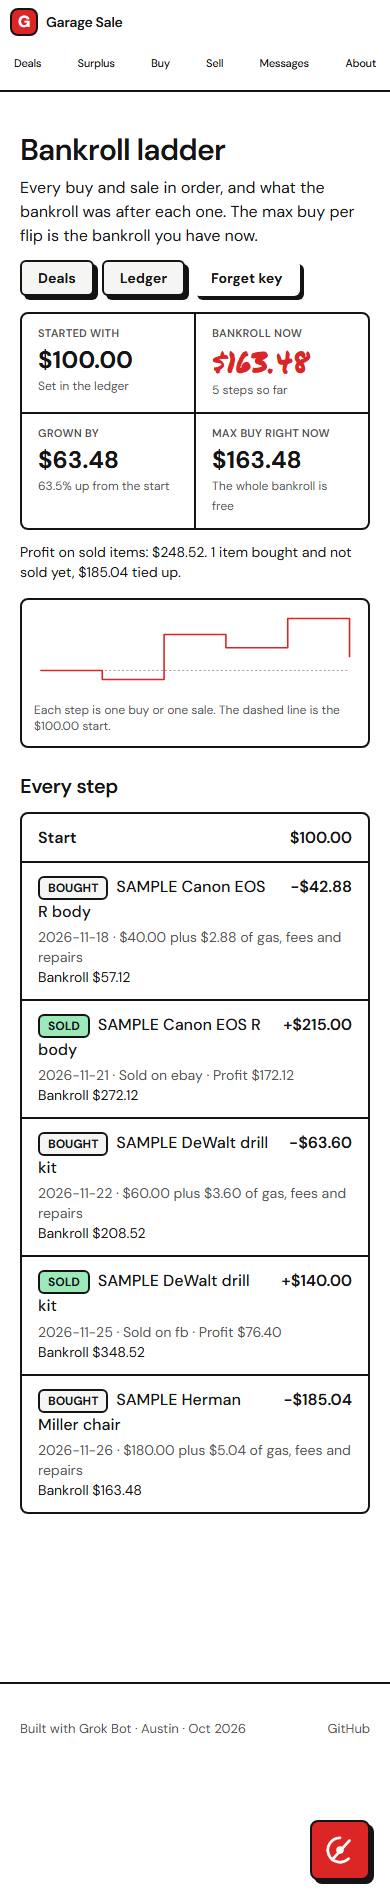 G Garage Sale
Deals Surplus Buy Sell Messages About
Bankroll ladder
Every buy and sale in order, and what the
bankroll was after each one. The max buy per
flip is the bankroll you have now.
Deals Ledger Forget key
STARTED WITH
$100.00
Set in the ledger
BANKROLL NOW
$163.48
5 steps so far
GROWN BY
$63.48
63.5% up from the start
MAX BUY RIGHT NOW
$163.48
The whole bankroll is
free
Profit on sold items: $248.52. 1 item bought and not
sold yet, $185.04 tied up.
Each step is one buy or one sale. The dashed line is the
$100.00 start.
Every step
Start $100.00
BOUGHT SAMPLE Canon EOS −$42.88
R body
2026-11-18 · $40.00 plus $2.88 of gas, fees and
repairs
Bankroll $57.12
SOLD SAMPLE Canon EOS R +$215.00
body
2026-11-21 · Sold on ebay · Profit $172.12
Bankroll $272.12
BOUGHT SAMPLE DeWalt drill −$63.60
kit
2026-11-22 · $60.00 plus $3.60 of gas, fees and
repairs
Bankroll $208.52
SOLD SAMPLE DeWalt drill +$140.00
kit
2026-11-25 · Sold on fb · Profit $76.40
Bankroll $348.52
BOUGHT SAMPLE Herman −$185.04
Miller chair
2026-11-26 · $180.00 plus $5.04 of gas, fees and
repairs
Bankroll $163.48
Built with Grok Bot · Austin · Oct 2026 GitHub